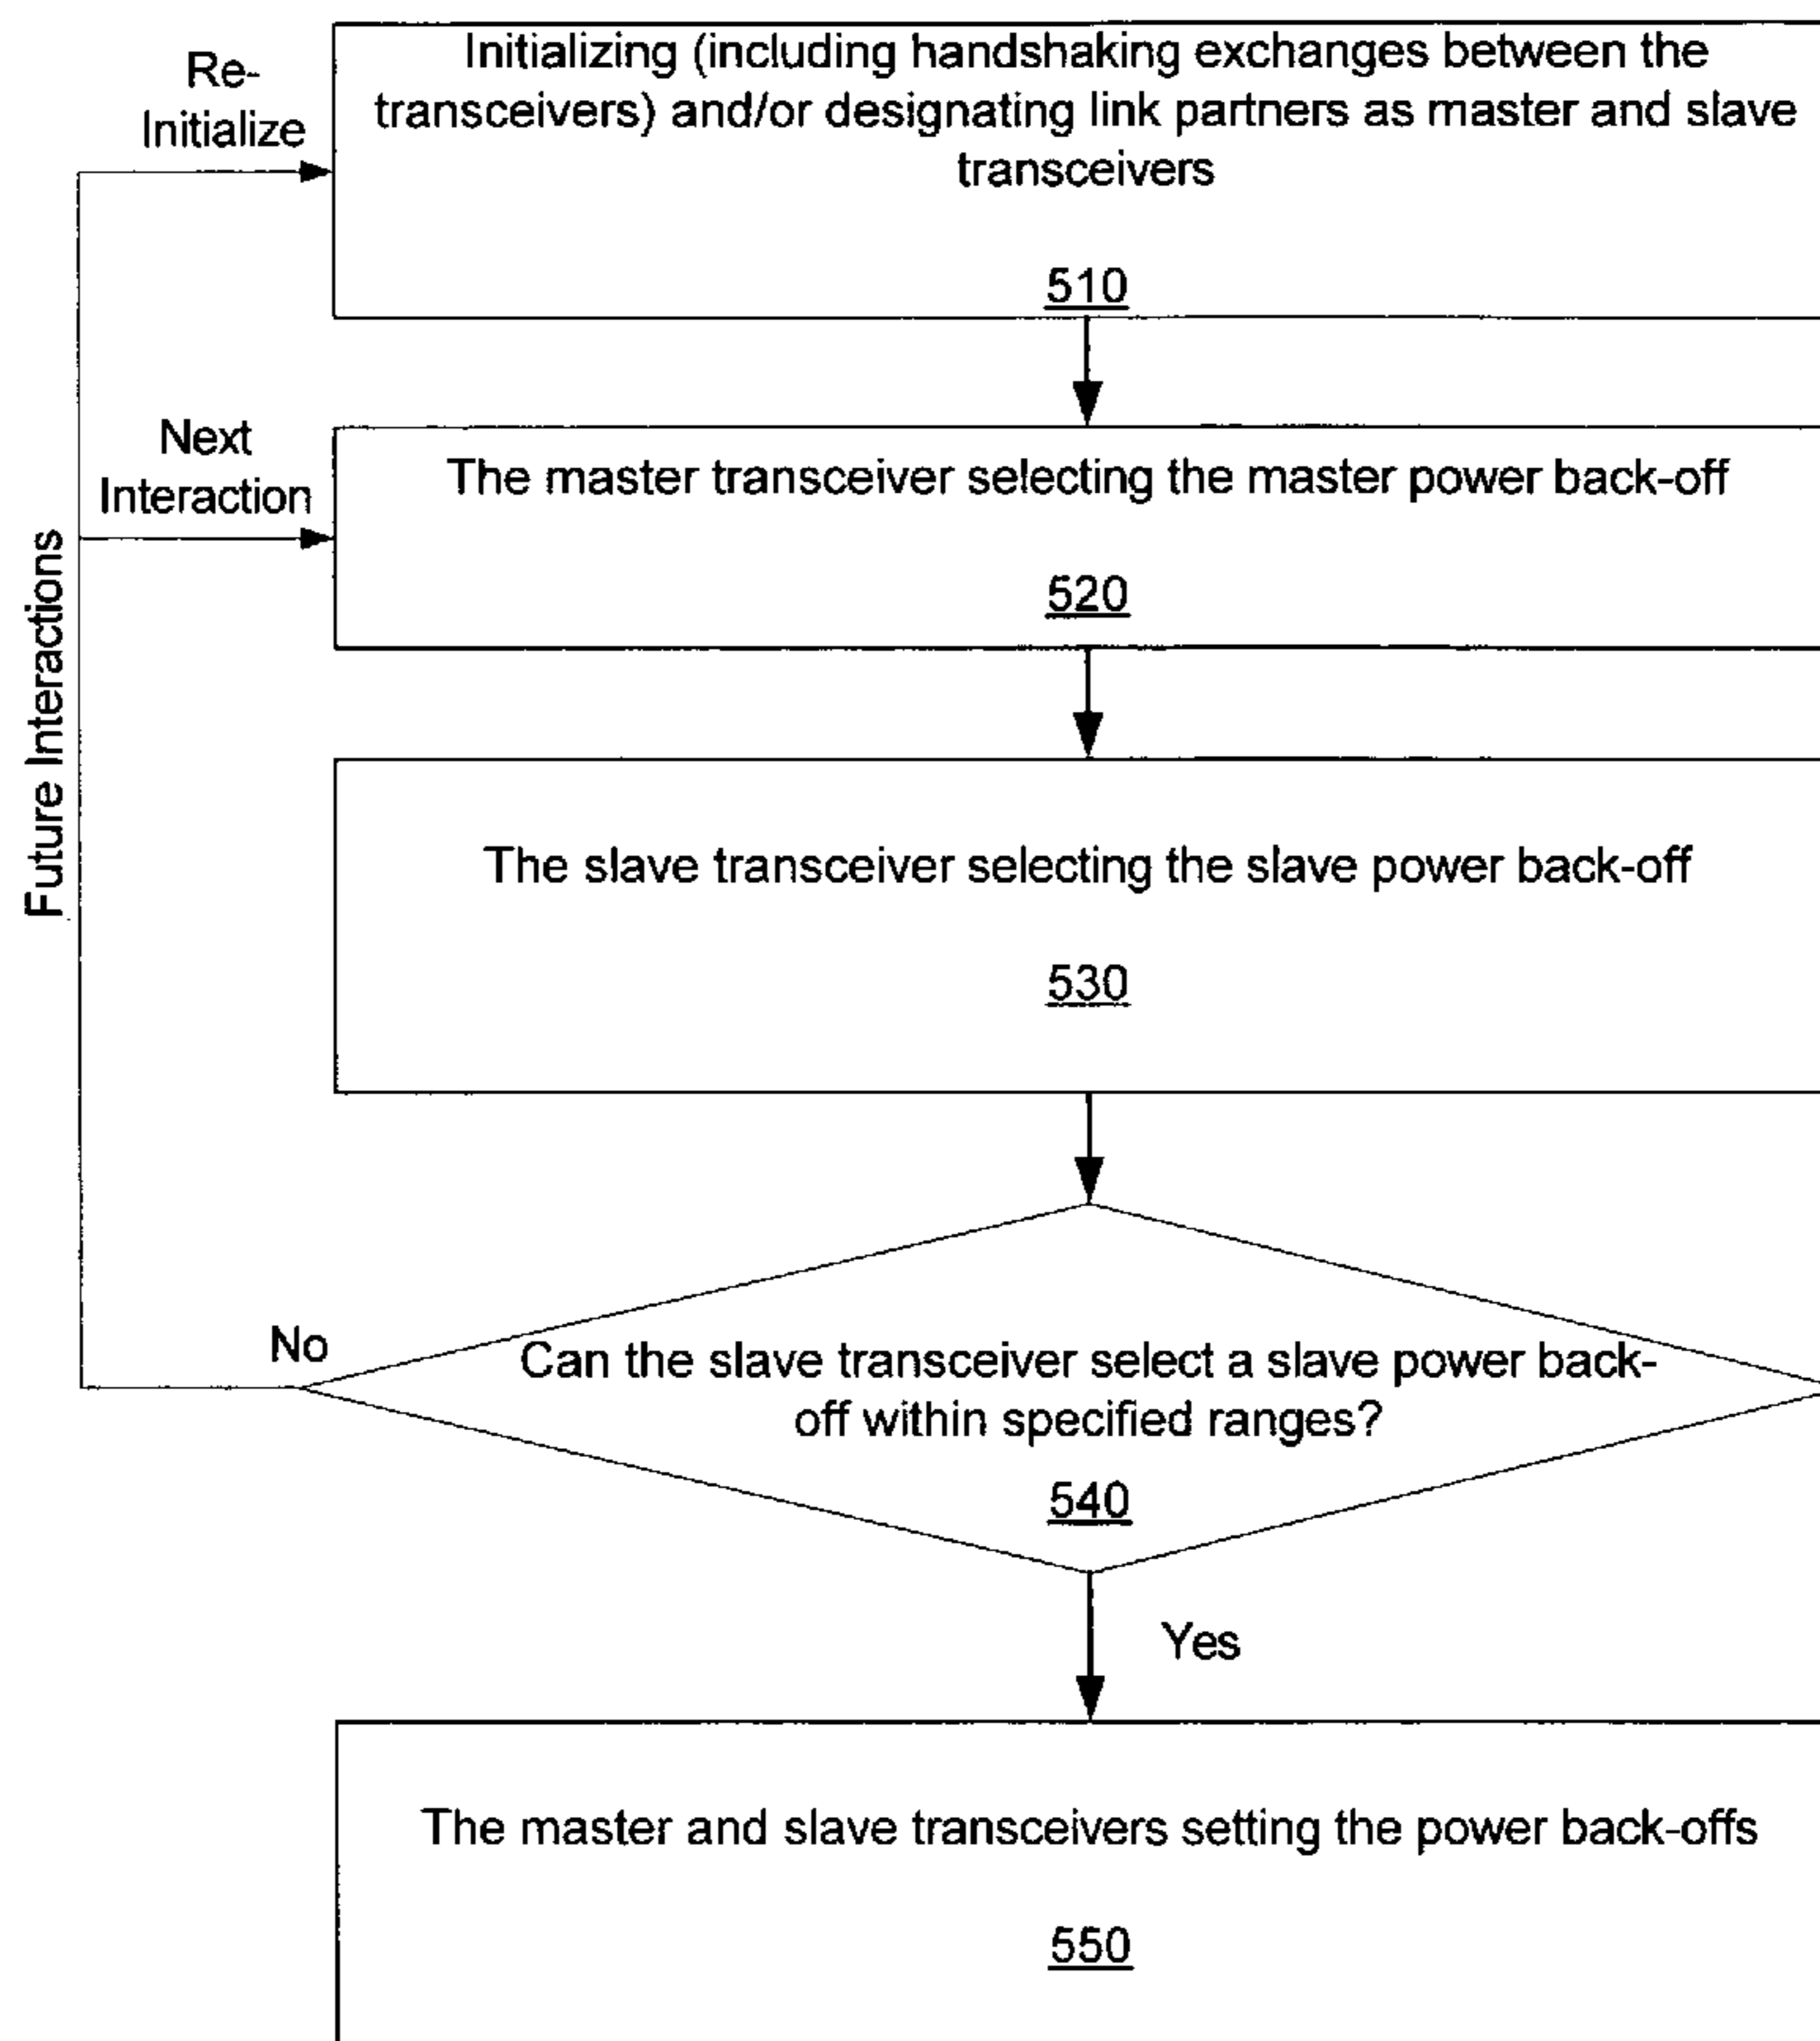 Re-
Initialize
Initializing (including handshaking exchanges between the
transceivers) and/or designating link partners as master and slave
transceivers
510
Next
Interaction
The master transceiver selecting the master power back-off
520
Future Interactions
The slave transceiver selecting the slave power back-off
530
No
Can the slave transceiver select a slave power back-
off within specified ranges?
540
Yes
The master and slave transceivers setting the power back-offs
550